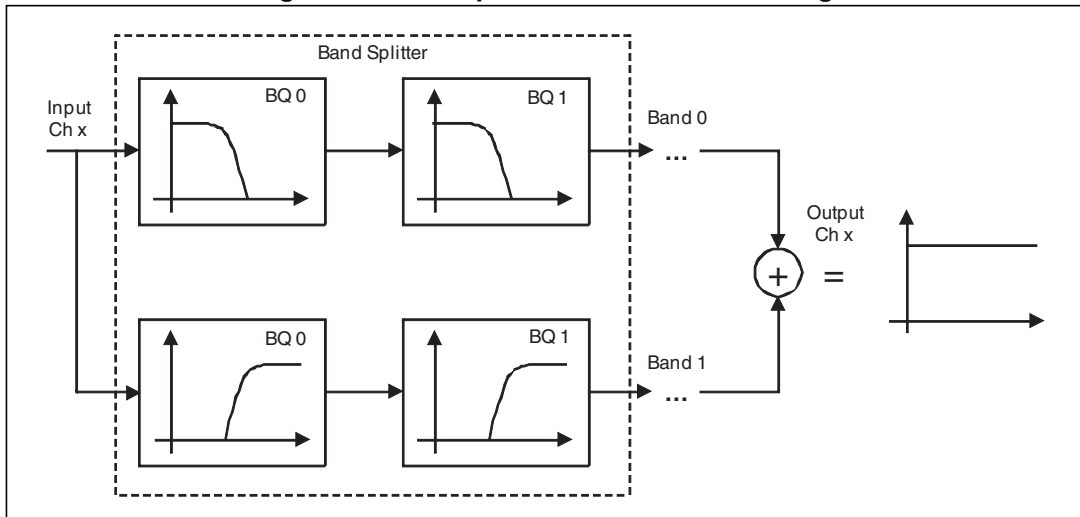 Band Splitter
Input
Ch x
BQ 0
BQ 1
Band 0
...
Output
Ch x
+
=
BQ 0
BQ 1
Band 1
...